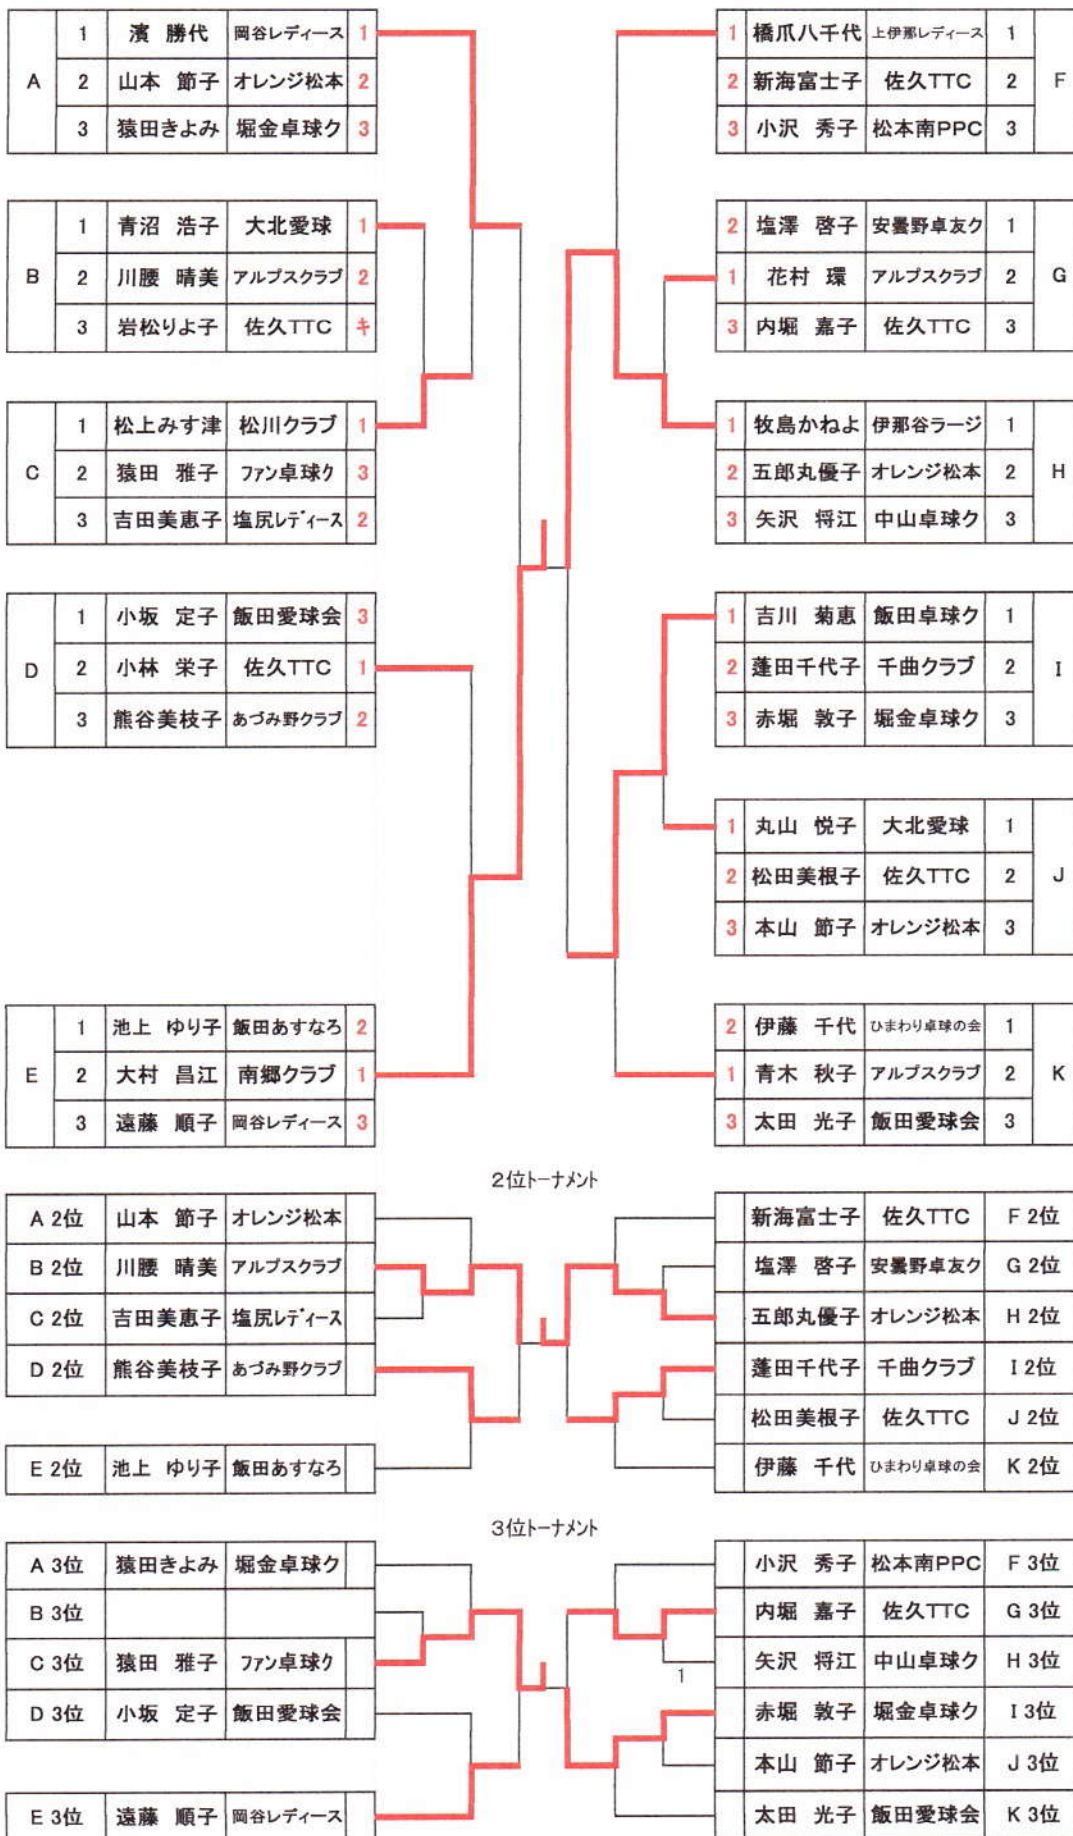 A
1 濱 勝代 岡谷レディース 1
2 山本 節子 オレンジ松本 2
3 猿田きよみ 堀金卓球ク 3
B
1 青沼 浩子 大北愛球 1
2 川腰 晴美 アルプスクラブ 2
3 岩松りよ子 佐久TTC キ
C
1 松上みす津 松川クラブ 1
2 猿田 雅子 ファン卓球ク 3
3 吉田美恵子 塩尻レディース 2
D
1 小坂 定子 飯田愛球会 3
2 小林 栄子 佐久TTC 1
3 熊谷美枝子 あづみ野クラブ 2
E
1 池上 ゆり子 飯田あすなろ 2
2 大村 昌江 南郷クラブ 1
3 遠藤 順子 岡谷レディース 3
1 橋爪八千代 上伊那レディース 1
2 新海富士子 佐久TTC 2
3 小沢 秀子 松本南PPC 3
F
2 塩澤 啓子 安曇野卓友ク 1
1 花村 環 アルプスクラブ 2
3 内堀 嘉子 佐久TTC 3
G
1 牧島かねよ 伊那谷ラージ 1
2 五郎丸優子 オレンジ松本 2
3 矢沢 将江 中山卓球ク 3
H
1 吉川 菊恵 飯田卓球ク 1
2 蓬田千代子 千曲クラブ 2
3 赤堀 敦子 堀金卓球ク 3
I
1 丸山 悦子 大北愛球 1
2 松田美根子 佐久TTC 2
3 本山 節子 オレンジ松本 3
J
2 伊藤 千代 ひまわり卓球の会 1
1 青木 秋子 アルプスクラブ 2
3 太田 光子 飯田愛球会 3
K
2位トーナメント
A 2位 山本 節子 オレンジ松本
B 2位 川腰 晴美 アルプスクラブ
C 2位 吉田美恵子 塩尻レディース
D 2位 熊谷美枝子 あづみ野クラブ
E 2位 池上 ゆり子 飯田あすなろ
新海富士子 佐久TTC F 2位
塩澤 啓子 安曇野卓友ク G 2位
五郎丸優子 オレンジ松本 H 2位
蓬田千代子 千曲クラブ I 2位
松田美根子 佐久TTC J 2位
伊藤 千代 ひまわり卓球の会 K 2位
3位トーナメント
A 3位 猿田きよみ 堀金卓球ク
B 3位
C 3位 猿田 雅子 ファン卓球ク
D 3位 小坂 定子 飯田愛球会
E 3位 遠藤 順子 岡谷レディース
小沢 秀子 松本南PPC F 3位
内堀 嘉子 佐久TTC G 3位
矢沢 将江 中山卓球ク H 3位
1
赤堀 敦子 堀金卓球ク I 3位
本山 節子 オレンジ松本 J 3位
太田 光子 飯田愛球会 K 3位